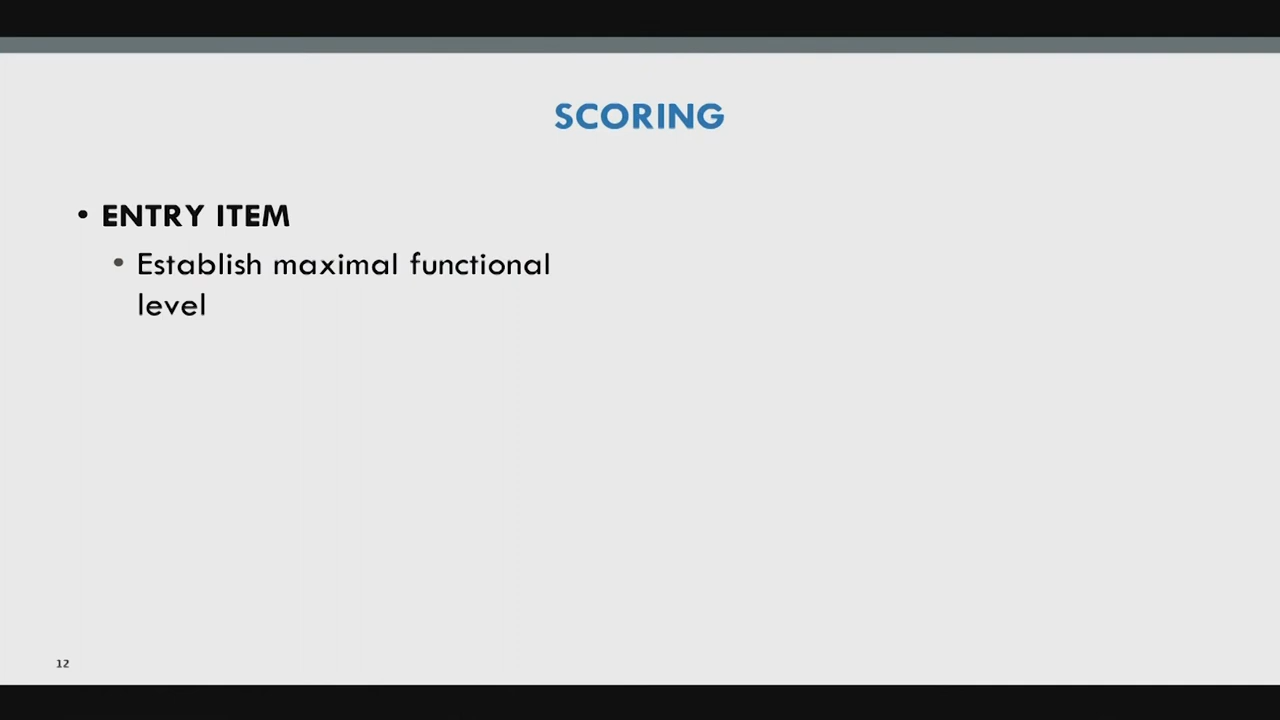 SCORING
• ENTRY ITEM
• Establish maximal functional
level
12